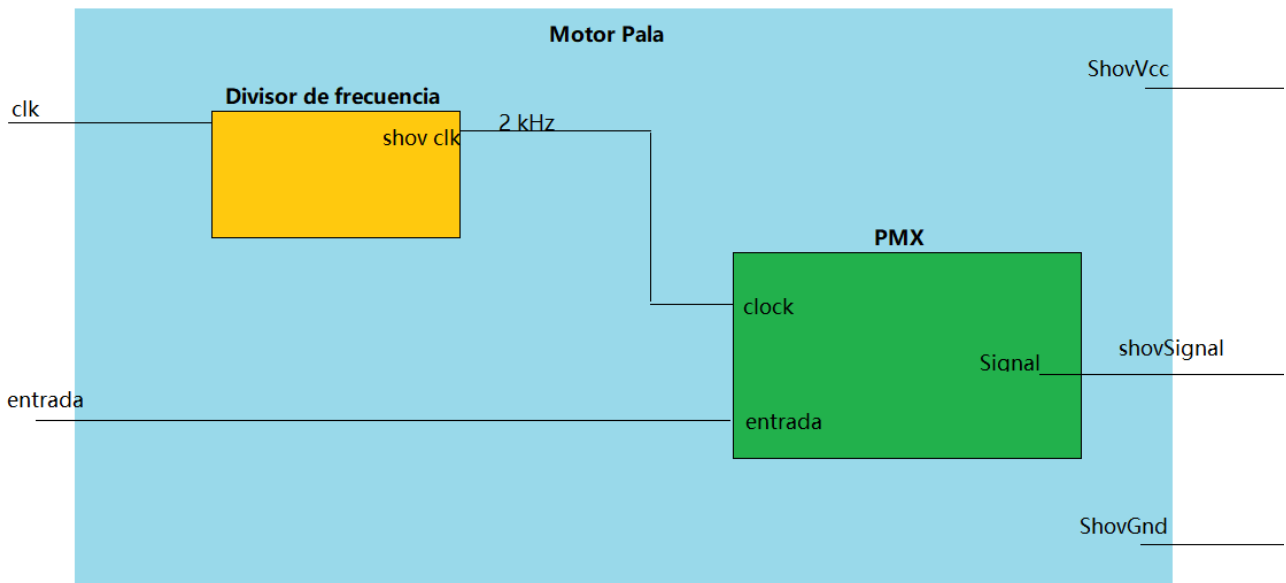 Motor Pala
ShovVcc
Divisor de frecuencia
clk
shov clk
2 kHz
PMX
clock
Signal
shovSignal
entrada
entrada
ShovGnd